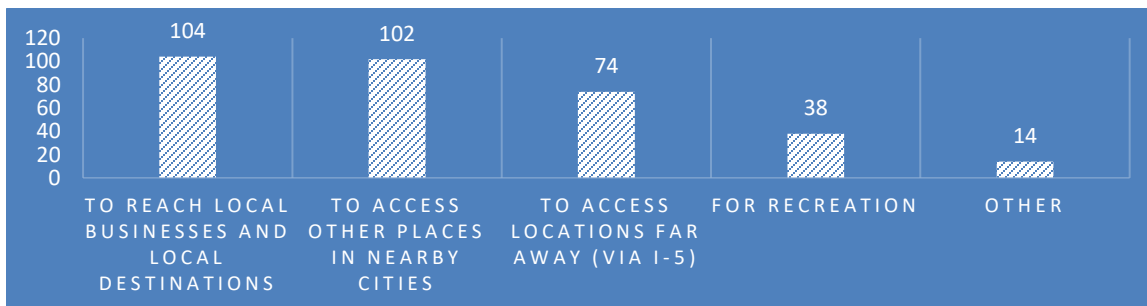 104
102
74
38
14
120
100
80
60
40
20
0
TO REACH LOCAL
BUSINESSES AND
LOCAL
DESTINATIONS
TO ACCESS
OTHER PLACES
IN NEARBY
CITIES
TO ACCESS
LOCATIONS FAR
AWAY (VIA I-5)
FOR RECREATION
OTHER